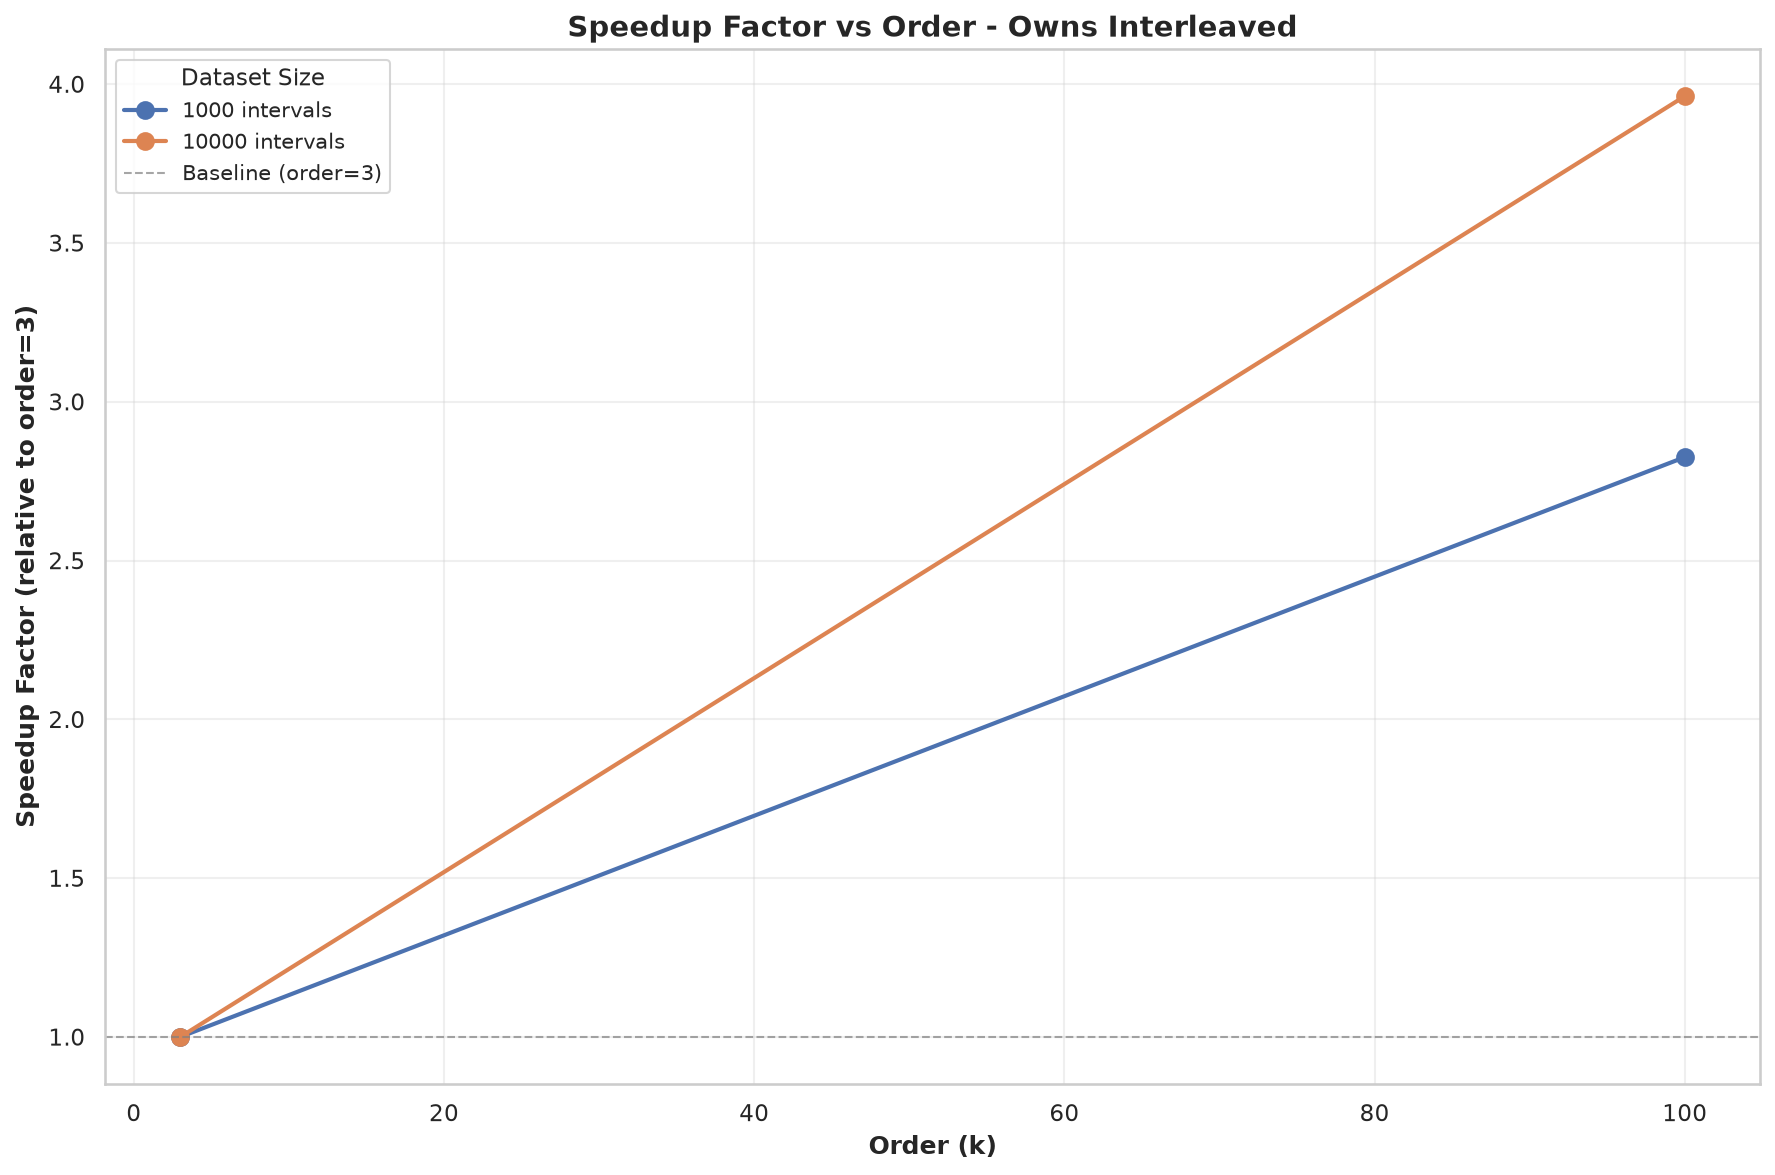 Speedup Factor vs Order - Owns Interleaved
Dataset Size
1000 intervals
10000 intervals
Baseline (order=3)
Speedup Factor (relative to order=3)
4.0
3.5
3.0
2.5
2.0
1.5
1.0
0 20 40 60 80 100
Order (k)